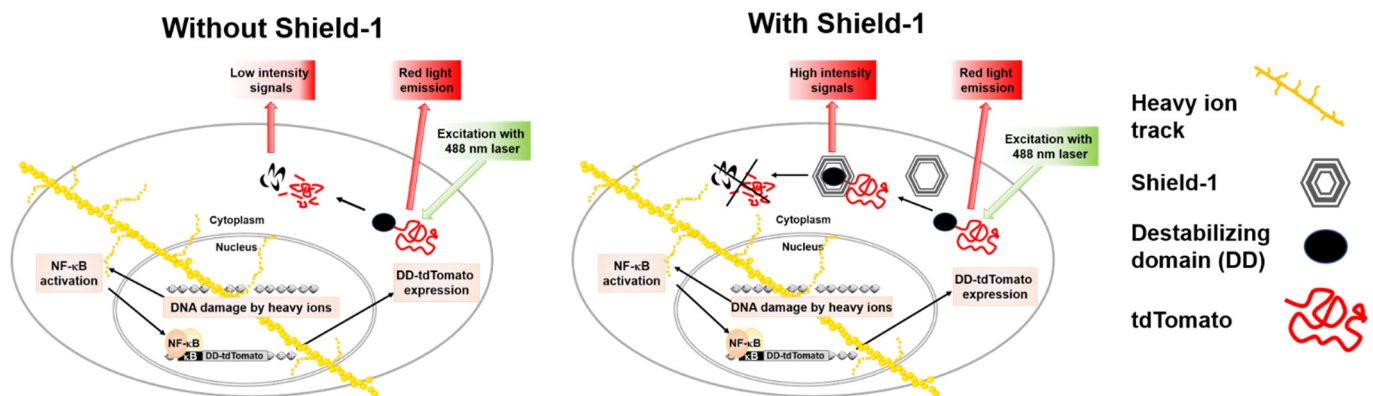 Without Shield-1
Low intensity
signals
Red light
emission
Excitation with
488 nm laser
Cytoplasm
Nucleus
NF-κB
activation
DD-tdTomato
expression
DNA damage by heavy ions
NF-κB
κB DD-tdTomato
With Shield-1
High intensity
signals
Red light
emission
Excitation with
488 nm laser
Cytoplasm
Nucleus
NF-κB
activation
DD-tdTomato
expression
DNA damage by heavy ions
NF-κB
κB DD-tdTomato
Heavy ion
track
Shield-1
Destabilizing
domain (DD)
tdTomato